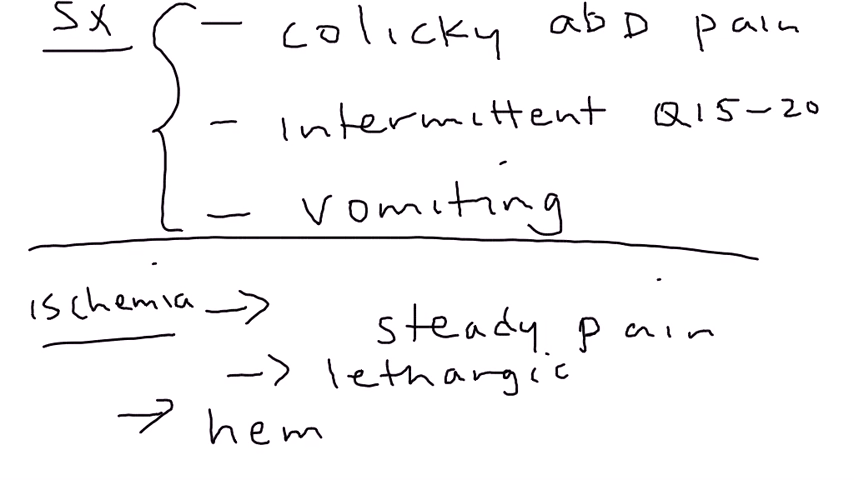 Sx - colicky abD pain
- intermittent Q15-20
- vomiting
ischemia → steady pain
→ lethargic
→ hem